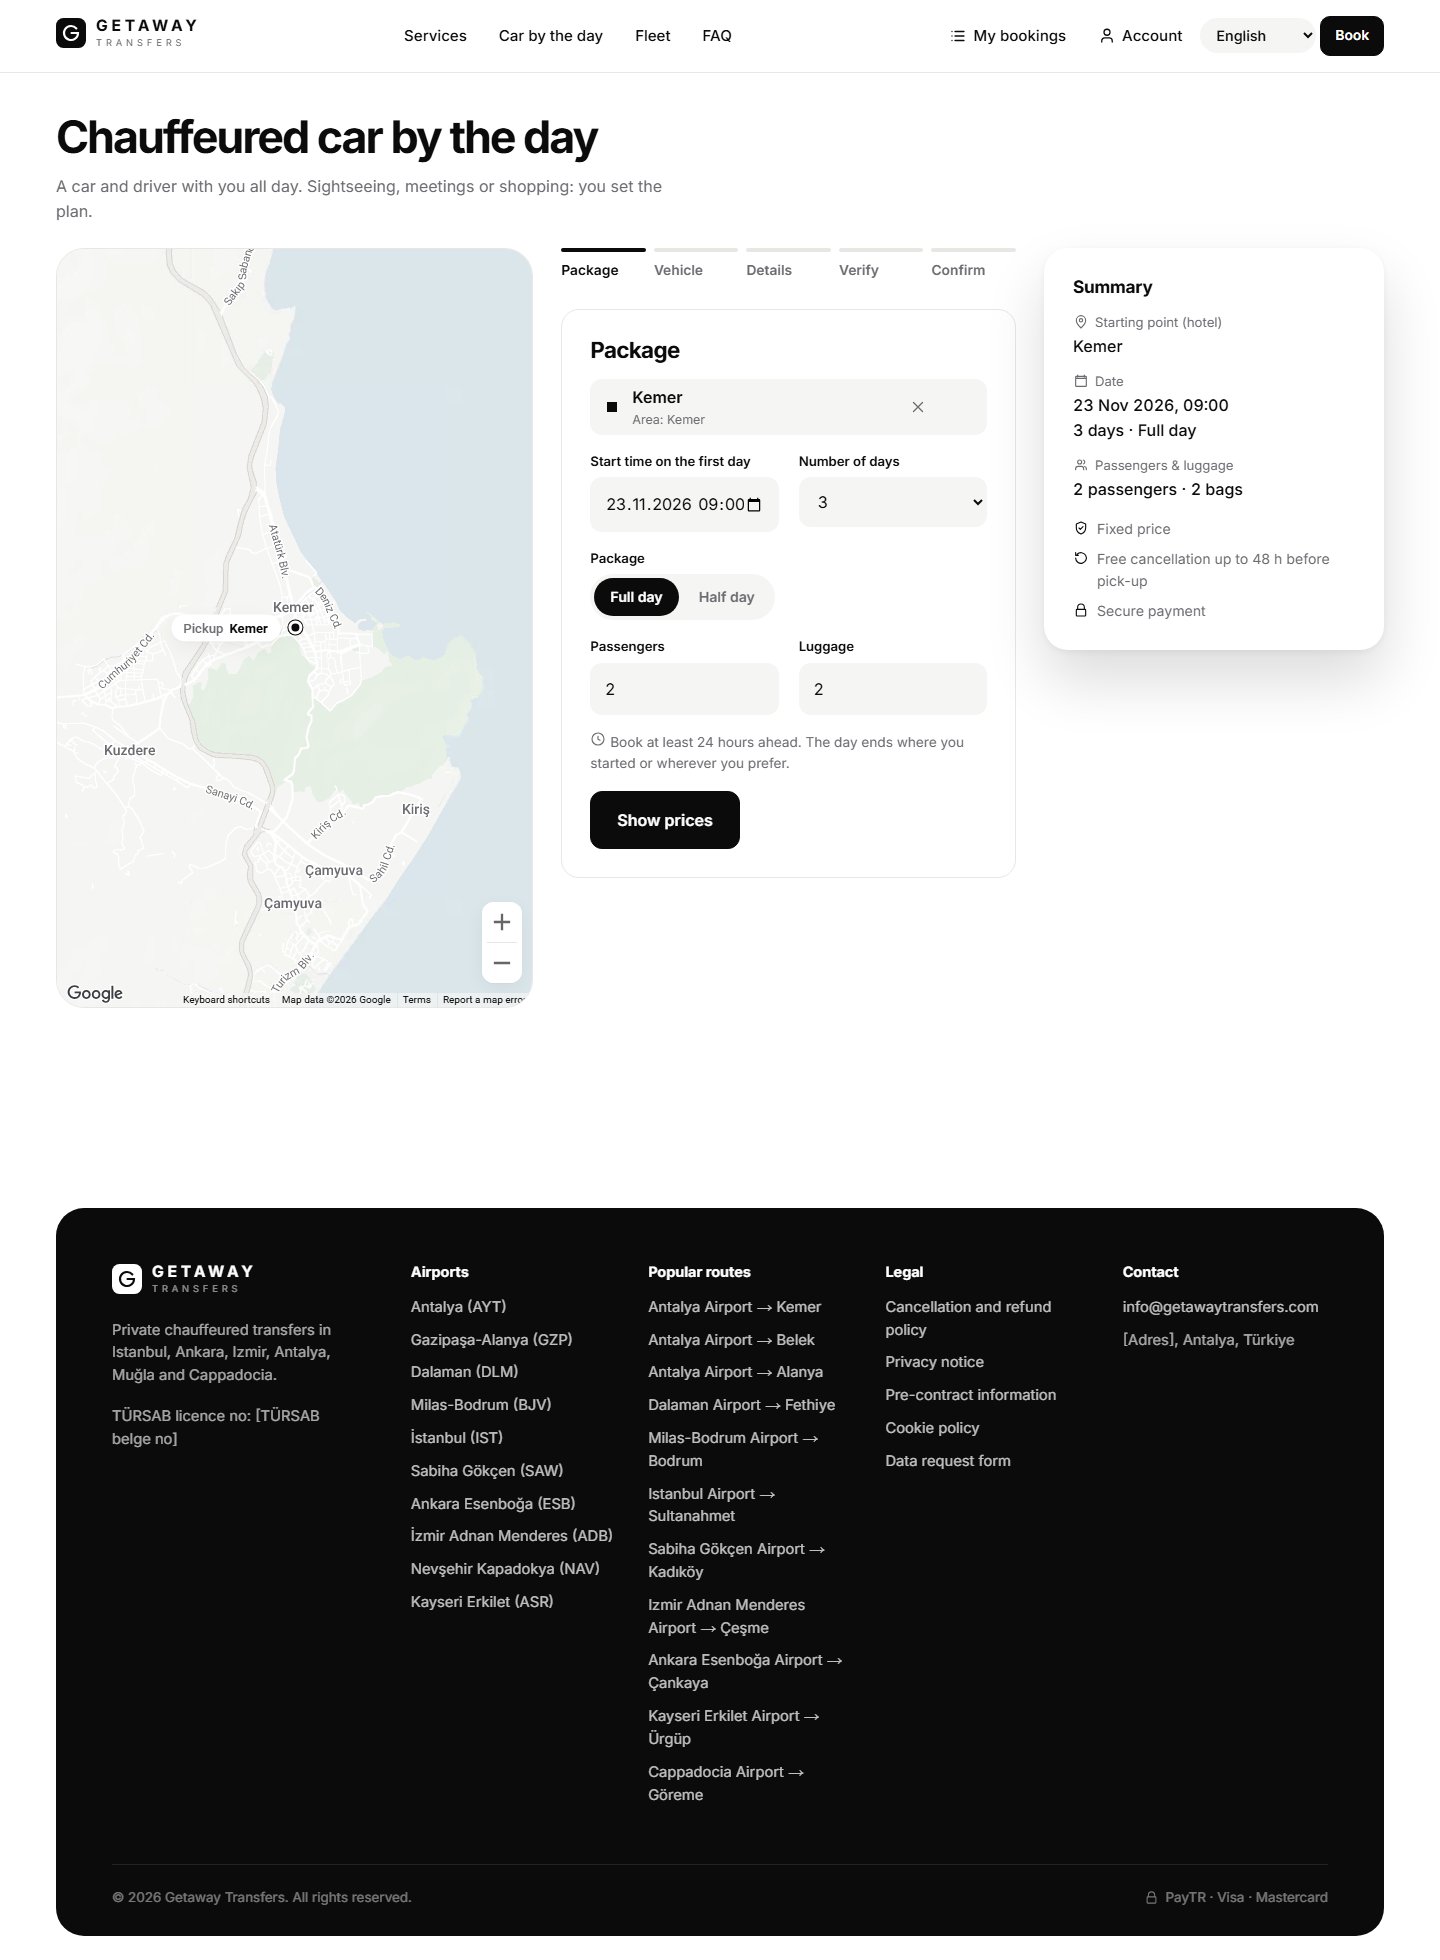 GETAWAY
TRANSFERS
Services
Car by the day
Fleet
FAQ
My bookings
Account
English
Book
Chauffeured car by the day
A car and driver with you all day. Sightseeing, meetings or shopping: you set the
plan.
Sakıp Saban
Atatürk Blv.
Deniz Cd.
Kemer
Pickup Kemer
Cumhuriyet Cd.
Kuzdere
Sanayi Cd.
Kiriş Cd.
Kiriş
Sahil Cd.
Çamyuva
Çamyuva
Turizm Blv.
Google
Keyboard shortcuts
Map data ©2026 Google
Terms
Report a map error
Package
Vehicle
Details
Verify
Confirm
Package
Kemer
Area: Kemer
Start time on the first day
Number of days
23.11.2026 09:00
3
Package
Full day
Half day
Passengers
Luggage
2
2
Book at least 24 hours ahead. The day ends where you
started or wherever you prefer.
Show prices
Summary
Starting point (hotel)
Kemer
Date
23 Nov 2026, 09:00
3 days · Full day
Passengers & luggage
2 passengers · 2 bags
Fixed price
Free cancellation up to 48 h before
pick-up
Secure payment
GETAWAY
TRANSFERS
Private chauffeured transfers in
Istanbul, Ankara, Izmir, Antalya,
Muğla and Cappadocia.
TÜRSAB licence no: [TÜRSAB
belge no]
Airports
Antalya (AYT)
Gazipaşa-Alanya (GZP)
Dalaman (DLM)
Milas-Bodrum (BJV)
İstanbul (IST)
Sabiha Gökçen (SAW)
Ankara Esenboğa (ESB)
İzmir Adnan Menderes (ADB)
Nevşehir Kapadokya (NAV)
Kayseri Erkilet (ASR)
Popular routes
Antalya Airport → Kemer
Antalya Airport → Belek
Antalya Airport → Alanya
Dalaman Airport → Fethiye
Milas-Bodrum Airport →
Bodrum
Istanbul Airport →
Sultanahmet
Sabiha Gökçen Airport →
Kadıköy
Izmir Adnan Menderes
Airport → Çeşme
Ankara Esenboğa Airport →
Çankaya
Kayseri Erkilet Airport →
Ürgüp
Cappadocia Airport →
Göreme
Legal
Cancellation and refund
policy
Privacy notice
Pre-contract information
Cookie policy
Data request form
Contact
info@getawaytransfers.com
[Adres], Antalya, Türkiye
© 2026 Getaway Transfers. All rights reserved.
PayTR · Visa · Mastercard